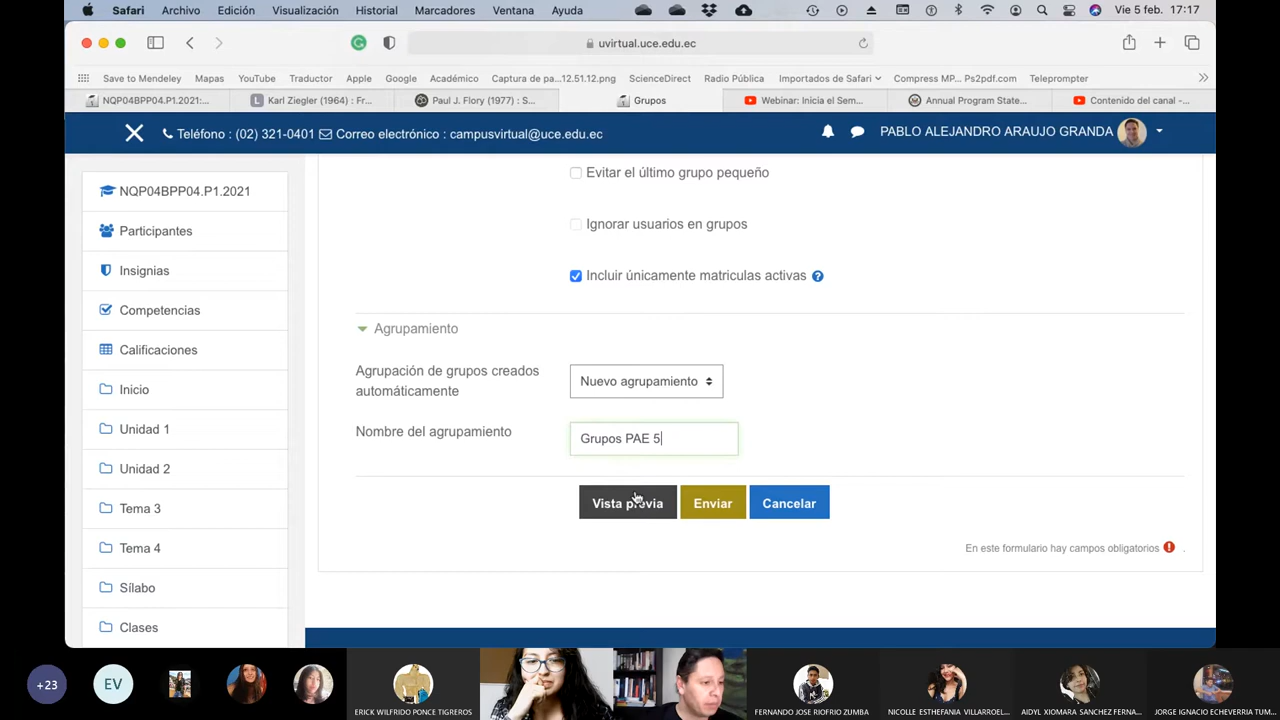 Safari Archivo Edición Visualización Historial Marcadores Ventana Ayuda Vie 5 feb. 17:17
uvirtual.uce.edu.ec
Save to Mendeley Mapas YouTube Traductor Apple Google Académico Captura de pa...12.51.12.png ScienceDirect Radio Pública Importados de Safari Compress MP... Ps2pdf.com Teleprompter
NQP04BPP04.P1.2021:... Karl Ziegler (1964) : Fr... Paul J. Flory (1977) : S... Grupos Webinar: Inicia el Sem... Annual Program State... Contenido del canal -...
Teléfono : (02) 321-0401 Correo electrónico : campusvirtual@uce.edu.ec PABLO ALEJANDRO ARAUJO GRANDA
NQP04BPP04.P1.2021
Participantes
Insignias
Competencias
Calificaciones
Inicio
Unidad 1
Unidad 2
Tema 3
Tema 4
Sílabo
Clases
Evitar el último grupo pequeño
Ignorar usuarios en grupos
Incluir únicamente matriculas activas
Agrupamiento
Agrupación de grupos creados
automáticamente
Nuevo agrupamiento
Nombre del agrupamiento
Grupos PAE 5
Vista previa Enviar Cancelar
En este formulario hay campos obligatorios .
+23 EV
ERICK WILFRIDO PONCE TIGREROS FERNANDO JOSE RIOFRIO ZUMBA NICOLLE ESTHEFANIA VILLARROEL... AIDYL XIOMARA SANCHEZ FERNA... JORGE IGNACIO ECHEVERRIA TUM...